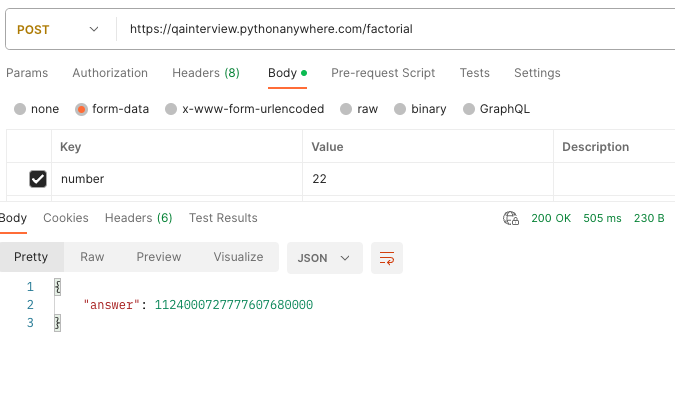 POST https://qainterview.pythonanywhere.com/factorial
Params Authorization Headers (8) Body Pre-request Script Tests Settings
none form-data x-www-form-urlencoded raw binary GraphQL
Key Value Description
number 22
Body Cookies Headers (6) Test Results 200 OK 505 ms 230 B
Pretty Raw Preview Visualize JSON
1 {
2 "answer": 1124000727777607680000
3 }